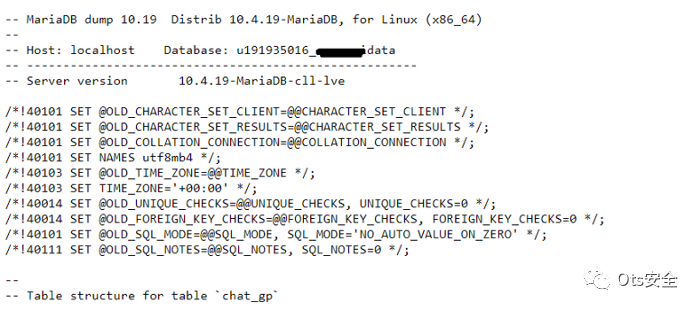 -- MariaDB dump 10.19  Distrib 10.4.19-MariaDB, for Linux (x86_64)
--
-- Host: localhost    Database: u191935016_idata
-- ------------------------------------------------------
-- Server version       10.4.19-MariaDB-cll-lve
/*!40101 SET @OLD_CHARACTER_SET_CLIENT=@@CHARACTER_SET_CLIENT */;
/*!40101 SET @OLD_CHARACTER_SET_RESULTS=@@CHARACTER_SET_RESULTS */;
/*!40101 SET @OLD_COLLATION_CONNECTION=@@COLLATION_CONNECTION */;
/*!40101 SET NAMES utf8mb4 */;
/*!40103 SET @OLD_TIME_ZONE=@@TIME_ZONE */;
/*!40103 SET TIME_ZONE='+00:00' */;
/*!40014 SET @OLD_UNIQUE_CHECKS=@@UNIQUE_CHECKS, UNIQUE_CHECKS=0 */;
/*!40014 SET @OLD_FOREIGN_KEY_CHECKS=@@FOREIGN_KEY_CHECKS, FOREIGN_KEY_CHECKS=0 */;
/*!40101 SET @OLD_SQL_MODE=@@SQL_MODE, SQL_MODE='NO_AUTO_VALUE_ON_ZERO' */;
/*!40111 SET @OLD_SQL_NOTES=@@SQL_NOTES, SQL_NOTES=0 */;
--
-- Table structure for table `chat_gp`
Ots安全